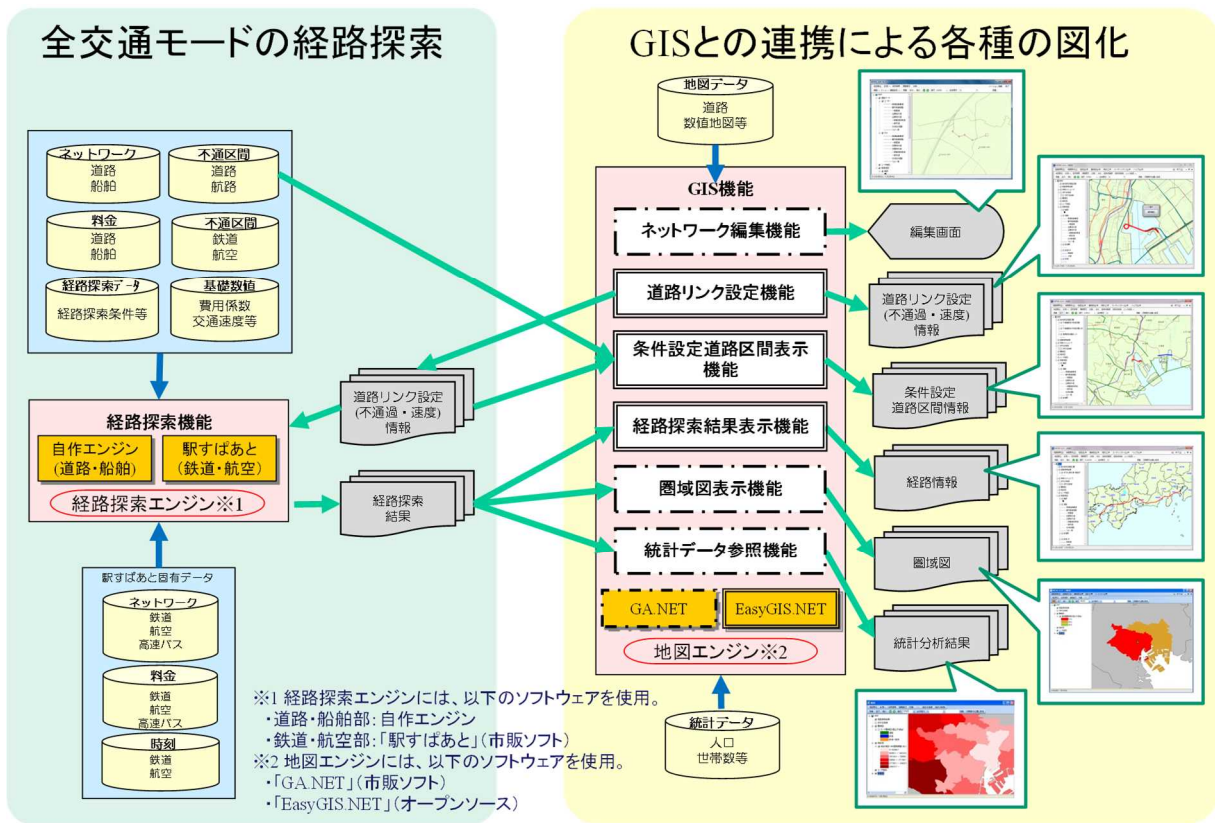 全交通モードの経路探索
GISとの連携による各種の図化
ネットワーク
道路
船舶
不通区間
道路
航路
料金
道路
船舶
不通区間
鉄道
航空
経路探索データ
経路探索条件等
基礎数値
費用係数
交通速度等
経路探索機能
自作エンジン
(道路・船舶)
駅すぱあと
(鉄道・航空)
経路探索エンジン※1
駅すぱあと固有データ
ネットワーク
鉄道
航空
高速バス
料金
鉄道
航空
高速バス
時刻
鉄道
航空
道路リンク設定
(不通過・速度)
情報
経路探索
結果
地図データ
道路
数値地図等
GIS機能
ネットワーク編集機能
道路リンク設定機能
条件設定道路区間表示
機能
経路探索結果表示機能
圏域図表示機能
統計データ参照機能
GA.NET
EasyGIS.NET
地図エンジン※2
統計データ
人口
世帯数等
編集画面
道路リンク設定
(不通過・速度)
情報
条件設定
道路区間情報
経路情報
圏域図
統計分析結果
※1 経路探索エンジンには、以下のソフトウェアを使用。
・道路・船舶部：自作エンジン
・鉄道・航空部：「駅すぱあと」（市販ソフト）
※2 地図エンジンには、以下のソフトウェアを使用。
・「GA.NET」（市販ソフト）
・「EasyGIS.NET」（オープンソース）